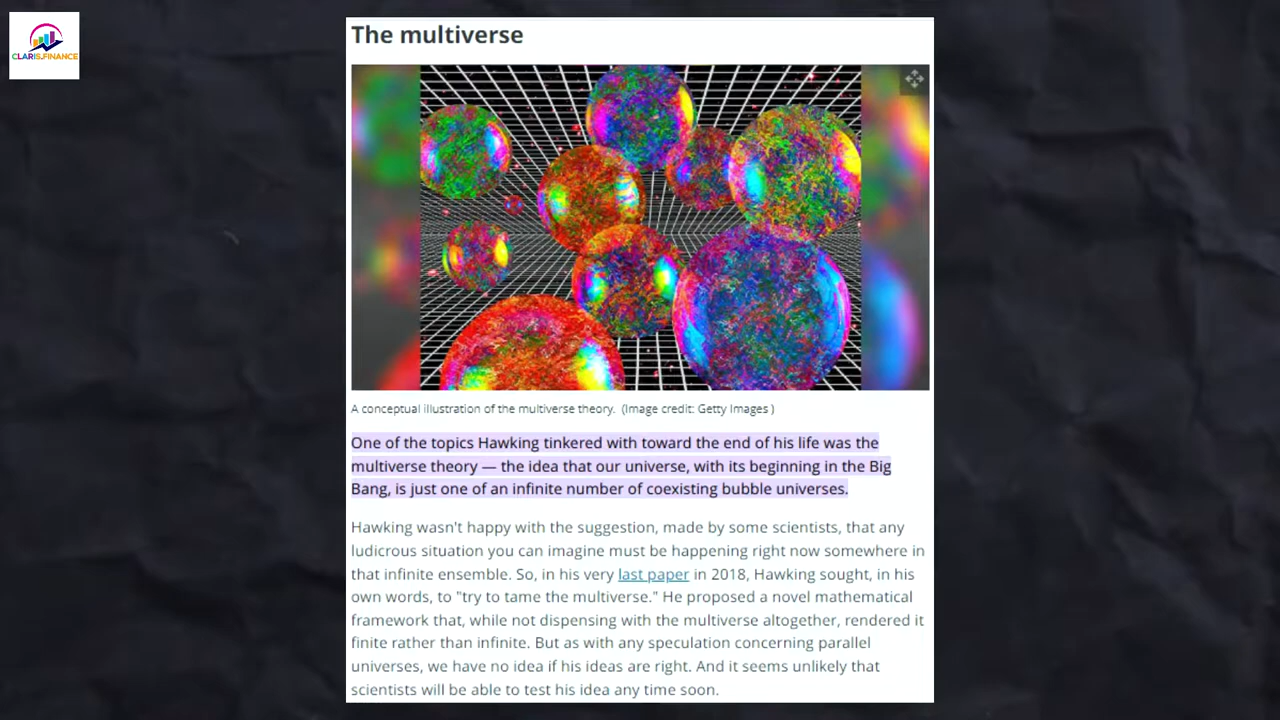 CLARIS.FINANCE
The multiverse
A conceptual illustration of the multiverse theory. (Image credit: Getty Images )
One of the topics Hawking tinkered with toward the end of his life was the
multiverse theory — the idea that our universe, with its beginning in the Big
Bang, is just one of an infinite number of coexisting bubble universes.
Hawking wasn't happy with the suggestion, made by some scientists, that any
ludicrous situation you can imagine must be happening right now somewhere in
that infinite ensemble. So, in his very last paper in 2018, Hawking sought, in his
own words, to "try to tame the multiverse." He proposed a novel mathematical
framework that, while not dispensing with the multiverse altogether, rendered it
finite rather than infinite. But as with any speculation concerning parallel
universes, we have no idea if his ideas are right. And it seems unlikely that
scientists will be able to test his idea any time soon.